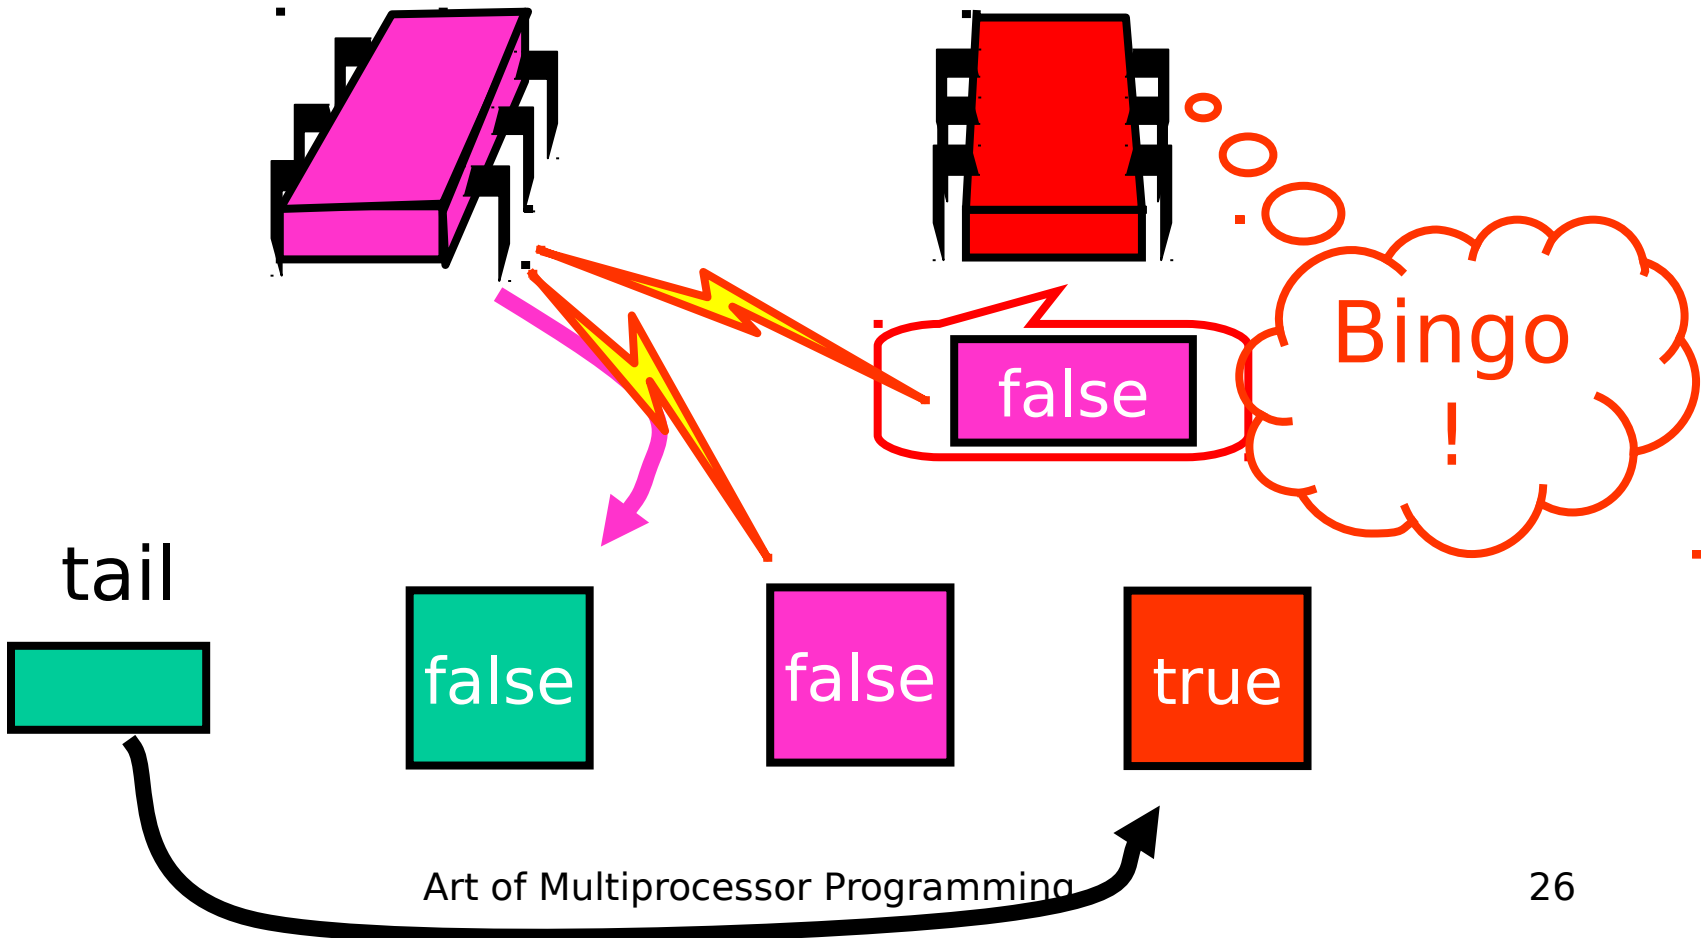 Bingo
!
false
tail
false
false
true
Art of Multiprocessor Programming
26